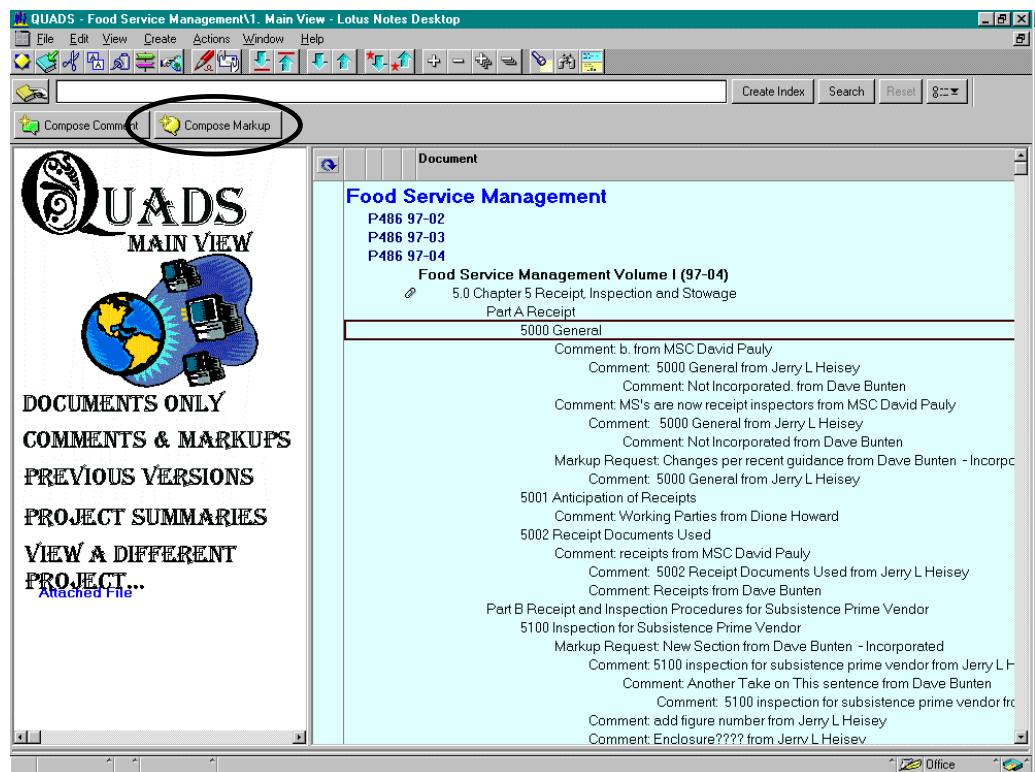 QUADS - Food Service Management\1. Main View - Lotus Notes Desktop
File Edit View Create Actions Window Help
Create Index Search Reset
Compose Comment Compose Markup
QUADS
MAIN VIEW
DOCUMENTS ONLY
COMMENTS & MARKUPS
PREVIOUS VERSIONS
PROJECT SUMMARIES
VIEW A DIFFERENT
PROJECT...
Attached File
Document
Food Service Management
P486 97-02
P486 97-03
P486 97-04
Food Service Management Volume I (97-04)
5.0 Chapter 5 Receipt, Inspection and Stowage
Part A Receipt
5000 General
Comment: b. from MSC David Pauly
Comment: 5000 General from Jerry L Heisey
Comment: Not Incorporated. from Dave Bunten
Comment: MS's are now receipt inspectors from MSC David Pauly
Comment: 5000 General from Jerry L Heisey
Comment: Not Incorporated from Dave Bunten
Markup Request: Changes per recent guidance from Dave Bunten - Incorpo
Comment: 5000 General from Jerry L Heisey
5001 Anticipation of Receipts
Comment: Working Parties from Dione Howard
5002 Receipt Documents Used
Comment: receipts from MSC David Pauly
Comment: 5002 Receipt Documents Used from Jerry L Heisey
Comment: Receipts from Dave Bunten
Part B Receipt and Inspection Procedures for Subsistence Prime Vendor
5100 Inspection for Subsistence Prime Vendor
Markup Request: New Section from Dave Bunten - Incorporated
Comment: 5100 inspection for subsistence prime vendor from Jerry L H
Comment: Another Take on This sentence from Dave Bunten
Comment: 5100 inspection for subsistence prime vendor fro
Comment: add figure number from Jerry L Heisey
Comment: Enclosure???? from Jerry L Heisey
Office